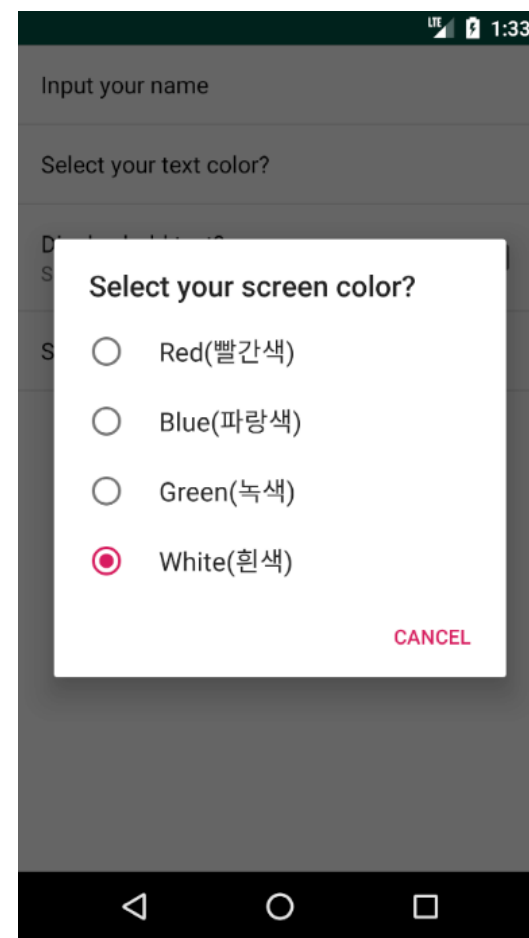 LTE 1:33
Input your name
Select your text color?
Select your screen color?
Red(빨간색)
Blue(파랑색)
Green(녹색)
White(흰색)
CANCEL